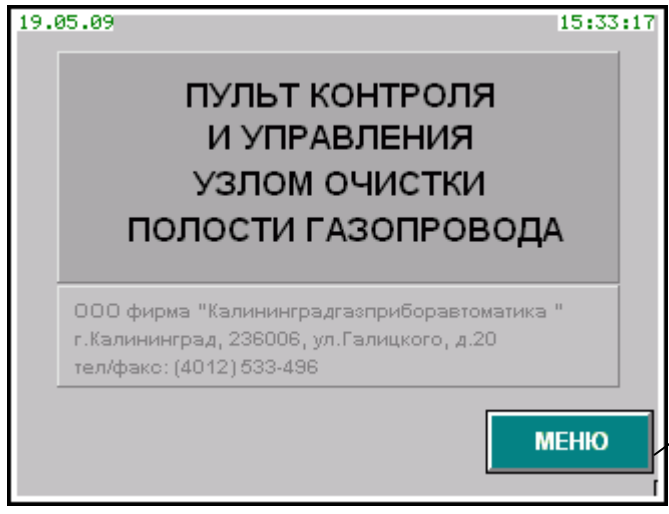 19.05.09 15:33:17
ПУЛЬТ КОНТРОЛЯ
И УПРАВЛЕНИЯ
УЗЛОМ ОЧИСТКИ
ПОЛОСТИ ГАЗОПРОВОДА
ООО фирма "Калининградгазприборавтоматика "
г.Калининград, 236006, ул.Галицкого, д.20
тел/факс: (4012) 533-496
МЕНЮ